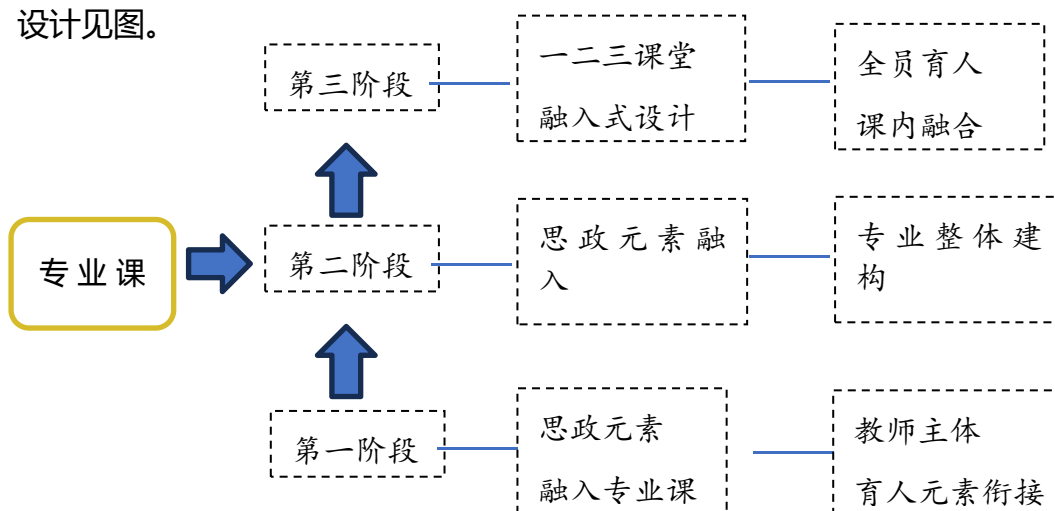 设计见图。
第三阶段
一二三课堂
融入式设计
全员育人
课内融合
专业课
第二阶段
思政元素融
入
专业整体建
构
第一阶段
思政元素
融入专业课
教师主体
育人元素衔接